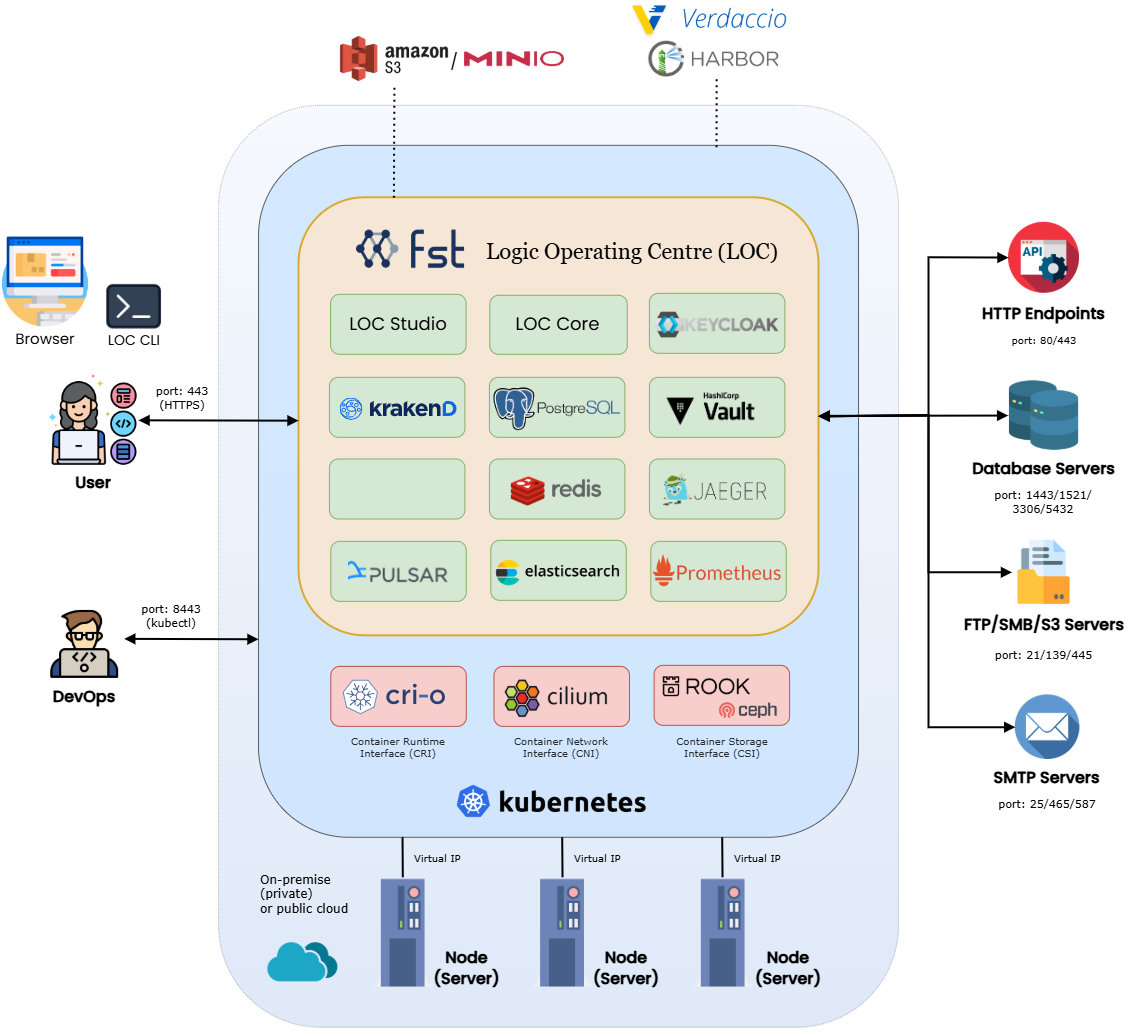 Verdaccio
amazon
S3
/ MINIO
HARBOR
fst Logic Operating Centre (LOC)
LOC Studio
LOC Core
KEYCLOAK
KrakenD
PostgreSQL
HashiCorp
Vault
redis
JAEGER
PULSAR
elasticsearch
Prometheus
Browser
LOC CLI
port: 443
(HTTPS)
User
port: 8443
(kubectl)
DevOps
API
HTTP Endpoints
port: 80/443
Database Servers
port: 1443/1521/
3306/5432
FTP/SMB/S3 Servers
port: 21/139/445
SMTP Servers
port: 25/465/587
cri-o
cilium
ROOK
ceph
Container Runtime
Interface (CRI)
Container Network
Interface (CNI)
Container Storage
Interface (CSI)
kubernetes
Virtual IP
Virtual IP
Virtual IP
On-premise
(private)
or public cloud
Node
(Server)
Node
(Server)
Node
(Server)